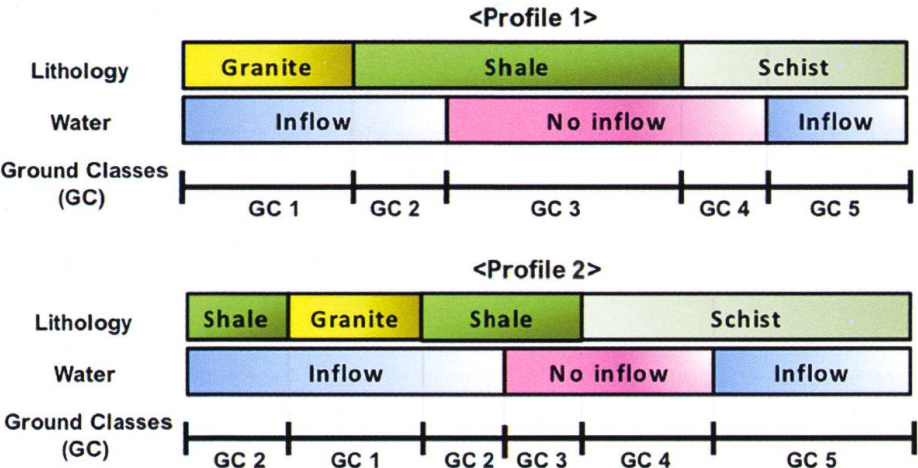 <Profile 1>
Lithology Granite Shale Schist
Water Inflow No inflow Inflow
Ground Classes
(GC)
GC 1 GC 2 GC 3 GC 4 GC 5
<Profile 2>
Lithology Shale Granite Shale Schist
Water Inflow No inflow Inflow
Ground Classes
(GC)
GC 2 GC 1 GC 2 GC 3 GC 4 GC 5